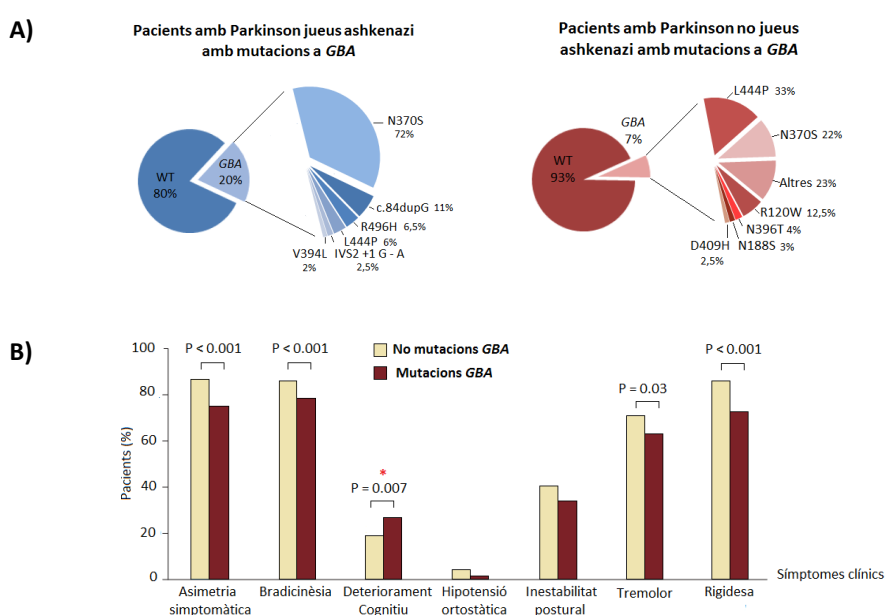 A)
Pacients amb Parkinson jueus ashkenazi
amb mutacions a GBA
WT
80%
GBA
20%
N370S
72%
c.84dupG 11%
R496H 6,5%
L444P 6%
IVS2 +1 G - A
2,5%
V394L
2%
Pacients amb Parkinson no jueus
ashkenazi amb mutacions a GBA
WT
93%
GBA
7%
L444P 33%
N370S 22%
Altres 23%
R120W 12,5%
N396T 4%
N188S 3%
D409H
2,5%
B)
Pacients (%)
100
80
60
40
20
0
No mutacions GBA
Mutacions GBA
P < 0.001
P < 0.001
*
P = 0.007
P = 0.03
P < 0.001
Asimetria
simptomàtica
Bradicinèsia
Deteriorament
Cognitiu
Hipotensió
ortostàtica
Inestabilitat
postural
Tremolor
Rigidesa
Símptomes clínics